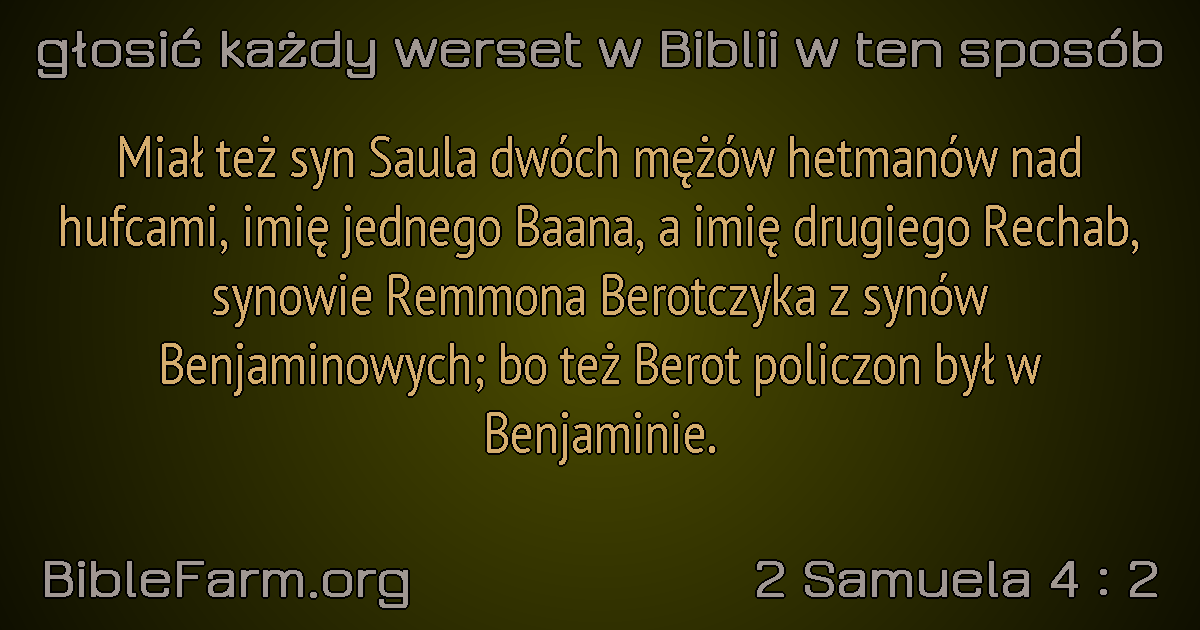 głosić każdy werset w Biblii w ten sposób
Miał też syn Saula dwóch mężów hetmanów nad
hufcami, imię jednego Baana, a imię drugiego Rechab,
synowie Remmona Berotczyka z synów
Benjaminowych; bo też Berot policzon był w
Benjaminie.
BibleFarm.org
2 Samuela 4 : 2